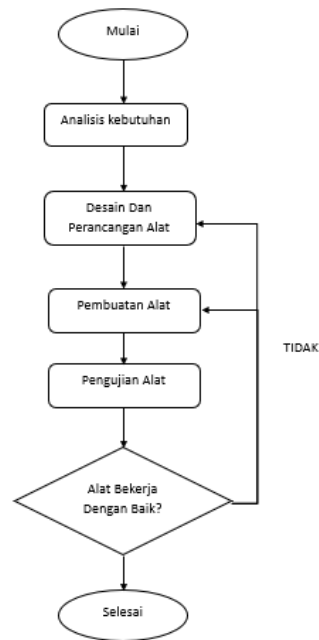 Mulai
Analisis kebutuhan
Desain Dan
Perancangan Alat
Pembuatan Alat
TIDAK
Pengujian Alat
Alat Bekerja
Dengan Baik?
Selesai